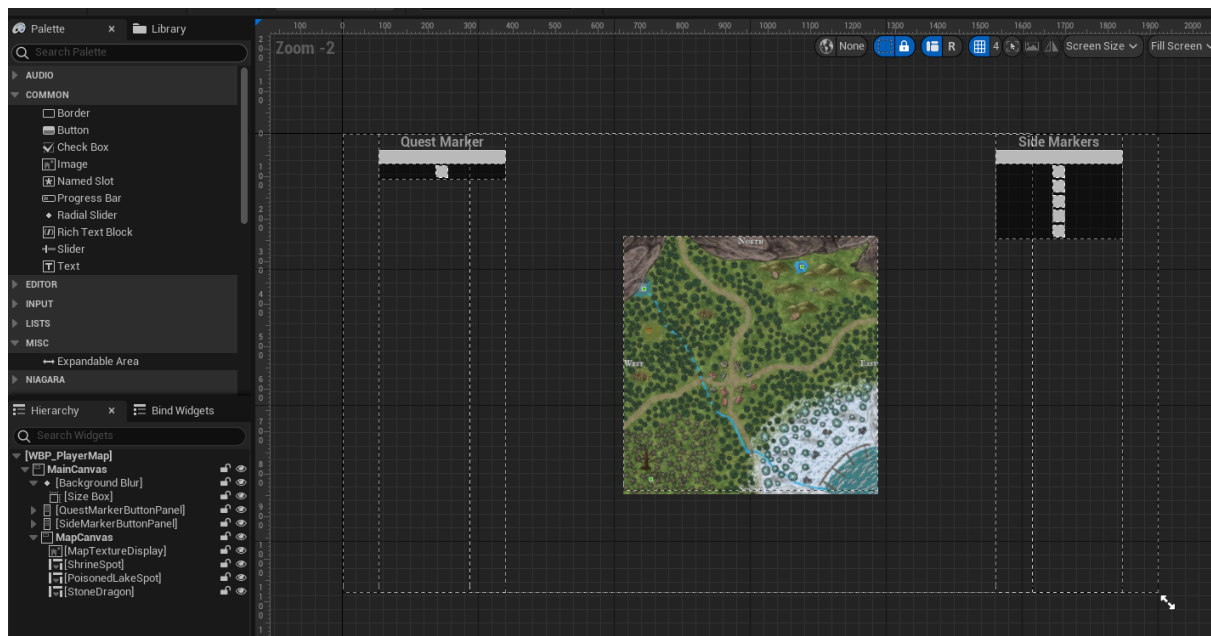 Palette
Library
Search Palette
AUDIO
COMMON
Border
Button
Check Box
Image
Named Slot
Progress Bar
Radial Slider
Rich Text Block
Slider
Text
EDITOR
INPUT
LISTS
MISC
Expandable Area
NIAGARA
Hierarchy
Bind Widgets
Search Widgets
[WBP_PlayerMap]
MainCanvas
[Background Blur]
[Size Box]
[QuestMarkerButtonPanel]
[SideMarkerButtonPanel]
MapCanvas
[MapTextureDisplay]
[ShrineSpot]
[PoisonedLakeSpot]
[StoneDragon]
100 0 100 200 300 400 500 600 700 800 900 1000 1100 1200 1300 1400 1500 1600 1700 1800 1900 2000
Zoom -2
None
R
4
Screen Size
Fill Screen
Quest Marker
Side Markers
North
West
East